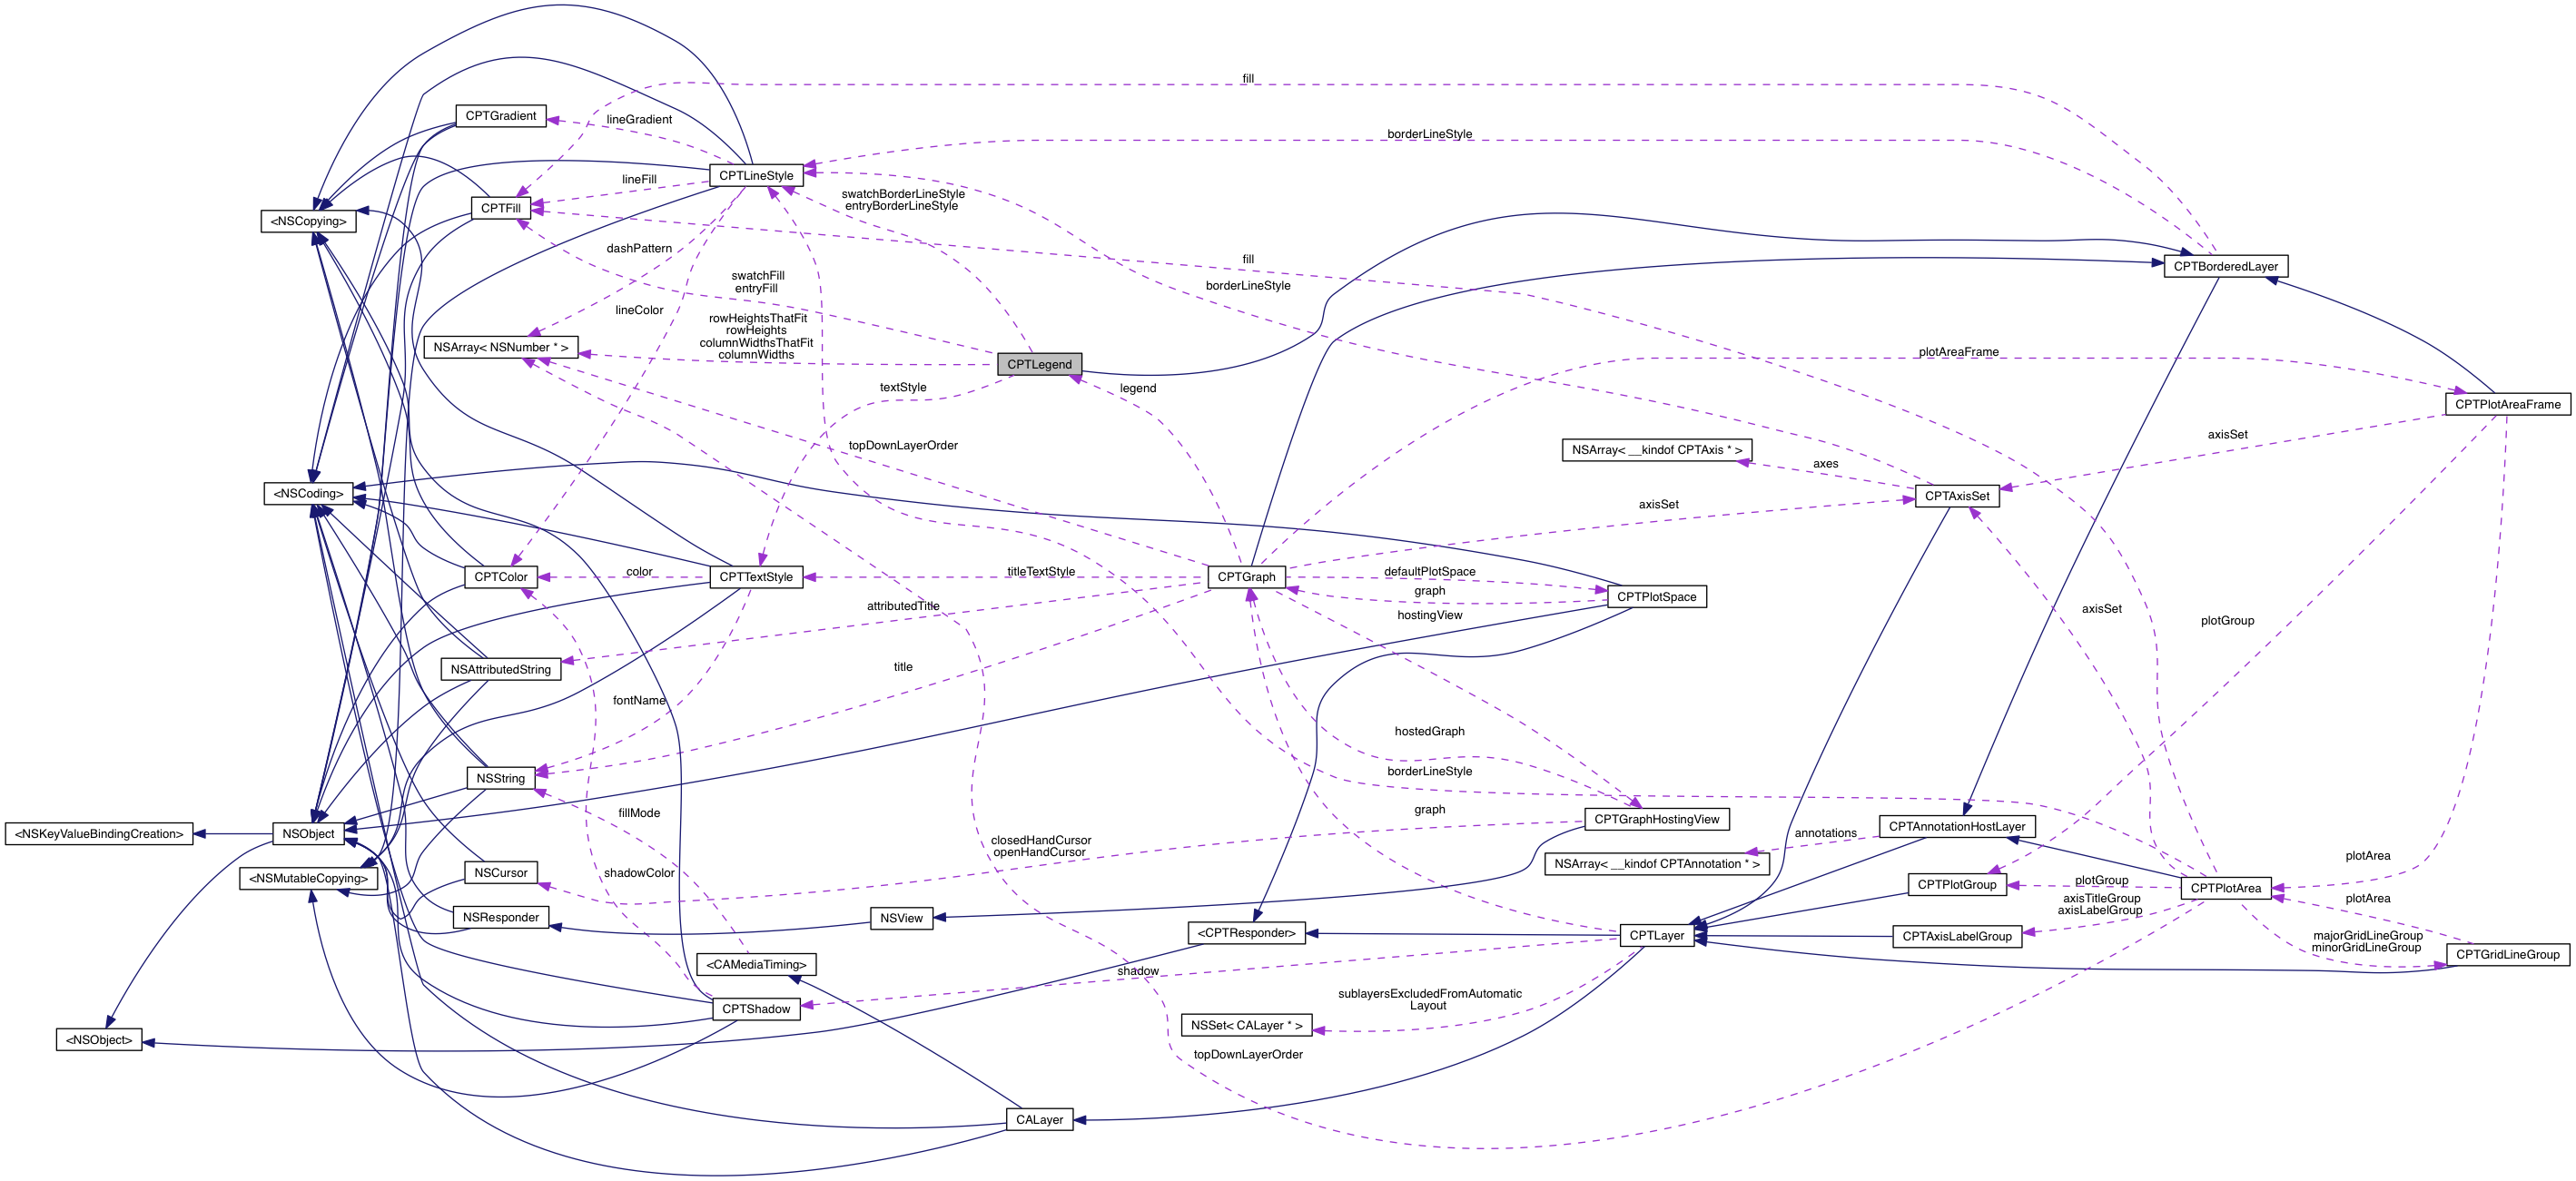 fill
CPTGradient
lineGradient
borderLineStyle
CPTLineStyle
lineFill
swatchBorderLineStyle
entryBorderLineStyle
CPTFill
<NSCopying>
dashPattern
fill
CPTBorderedLayer
swatchFill
entryFill
borderLineStyle
lineColor
rowHeightsThatFit
rowHeights
columnWidthsThatFit
columnWidths
NSArray< NSNumber * >
plotAreaFrame
CPTLegend
textStyle
legend
CPTPlotAreaFrame
topDownLayerOrder
axisSet
NSArray< __kindof CPTAxis * >
axes
<NSCoding>
CPTAxisSet
axisSet
CPTColor
color
CPTTextStyle
titleTextStyle
CPTGraph
defaultPlotSpace
graph
CPTPlotSpace
attributedTitle
axisSet
hostingView
plotGroup
NSAttributedString
title
fontName
hostedGraph
NSString
borderLineStyle
fillMode
graph
CPTGraphHostingView
<NSKeyValueBindingCreation>
NSObject
closedHandCursor
openHandCursor
annotations
CPTAnnotationHostLayer
plotArea
NSArray< __kindof CPTAnnotation * >
<NSMutableCopying>
NSCursor
shadowColor
CPTPlotGroup
plotGroup
CPTPlotArea
axisTitleGroup
axisLabelGroup
plotArea
NSResponder
NSView
<CPTResponder>
CPTLayer
CPTAxisLabelGroup
majorGridLineGroup
minorGridLineGroup
CPTGridLineGroup
<CAMediaTiming>
shadow
CPTShadow
sublayersExcludedFromAutomatic
Layout
NSSet< CALayer * >
<NSObject>
topDownLayerOrder
CALayer